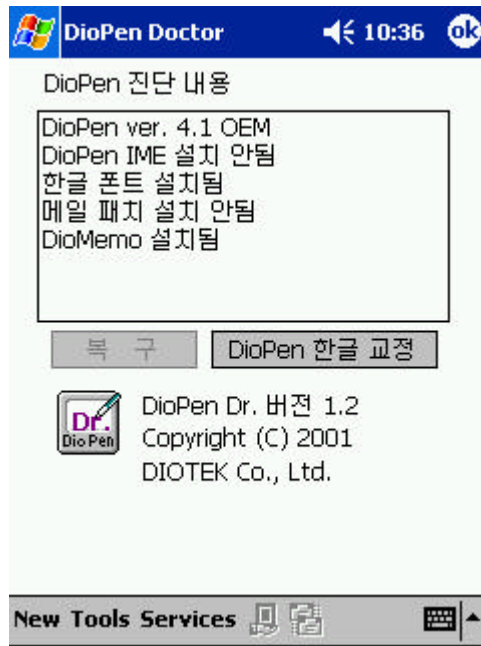 DioPen Doctor 10:36 ok
DioPen 진단 내용
DioPen ver. 4.1 OEM
DioPen IME 설치 안됨
한글 폰트 설치됨
메일 패치 설치 안됨
DioMemo 설치됨
복 구 DioPen 한글 교정
Dr.
Dio Pen
DioPen Dr. 버전 1.2
Copyright (C) 2001
DIOTEK Co., Ltd.
New Tools Services